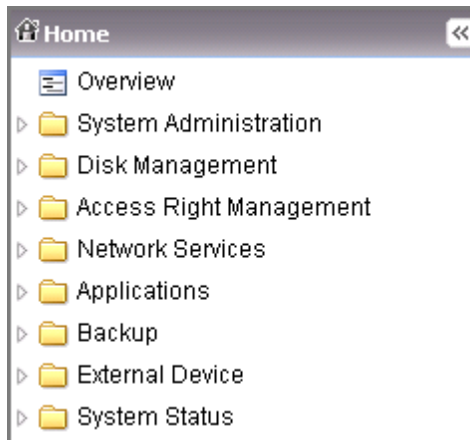 Home
Overview
System Administration
Disk Management
Access Right Management
Network Services
Applications
Backup
External Device
System Status